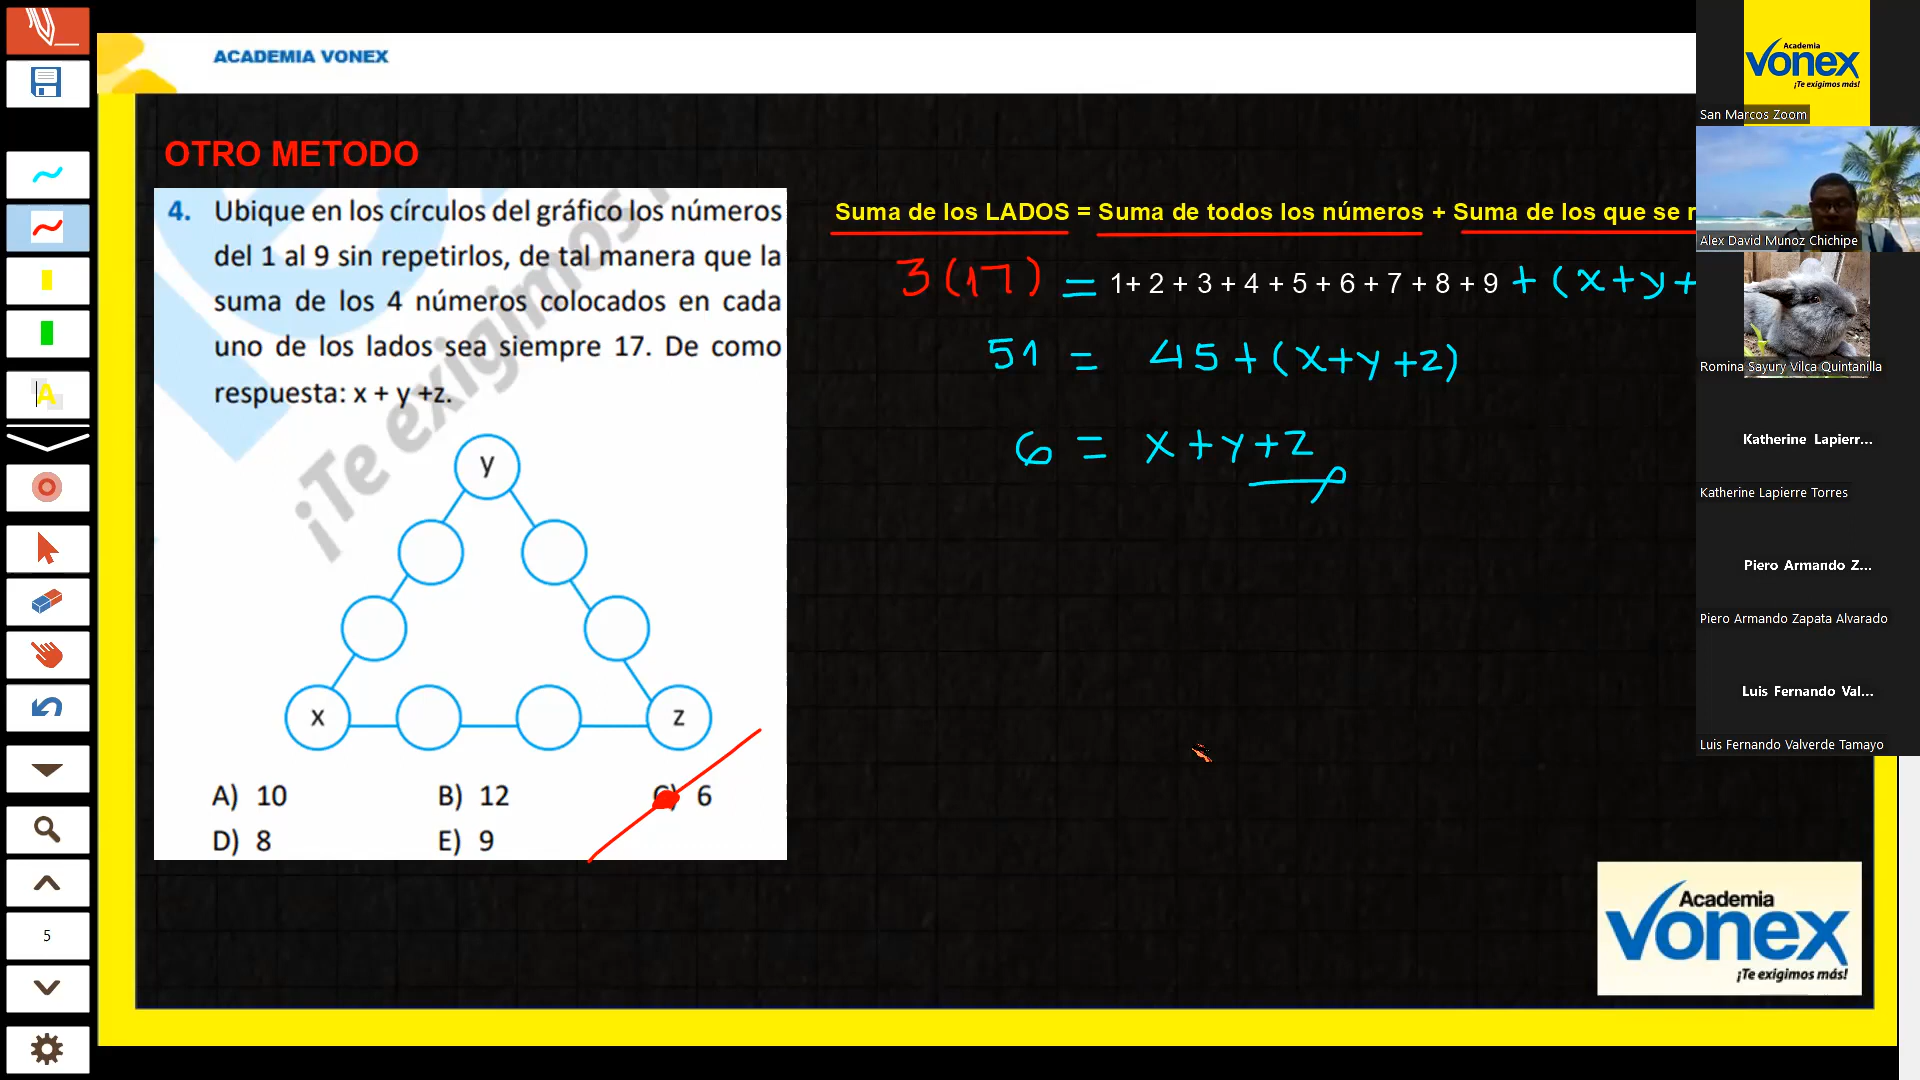 ACADEMIA VONEX
Academia
Vonex
¡Te exigimos más!
San Marcos Zoom
OTRO METODO
4. Ubique en los círculos del gráfico los números
del 1 al 9 sin repetirlos, de tal manera que la
suma de los 4 números colocados en cada
uno de los lados sea siempre 17. De como
respuesta: x + y +z.
¡Te exigimos
y
x
z
A) 10
B) 12
C) 6
D) 8
E) 9
Suma de los LADOS = Suma de todos los números + Suma de los que se r
3(17) = 1+ 2 + 3 + 4 + 5 + 6 + 7 + 8 + 9 + (x+y+
51 = 45+(x+y+z)
6 = x+y+z
Alex David Munoz Chichipe
Romina Sayury Vilca Quintanilla
Katherine Lapierr...
Katherine Lapierre Torres
Piero Armando Z...
Piero Armando Zapata Alvarado
Luis Fernando Val...
Luis Fernando Valverde Tamayo
A
5
Academia
Vonex
¡Te exigimos más!